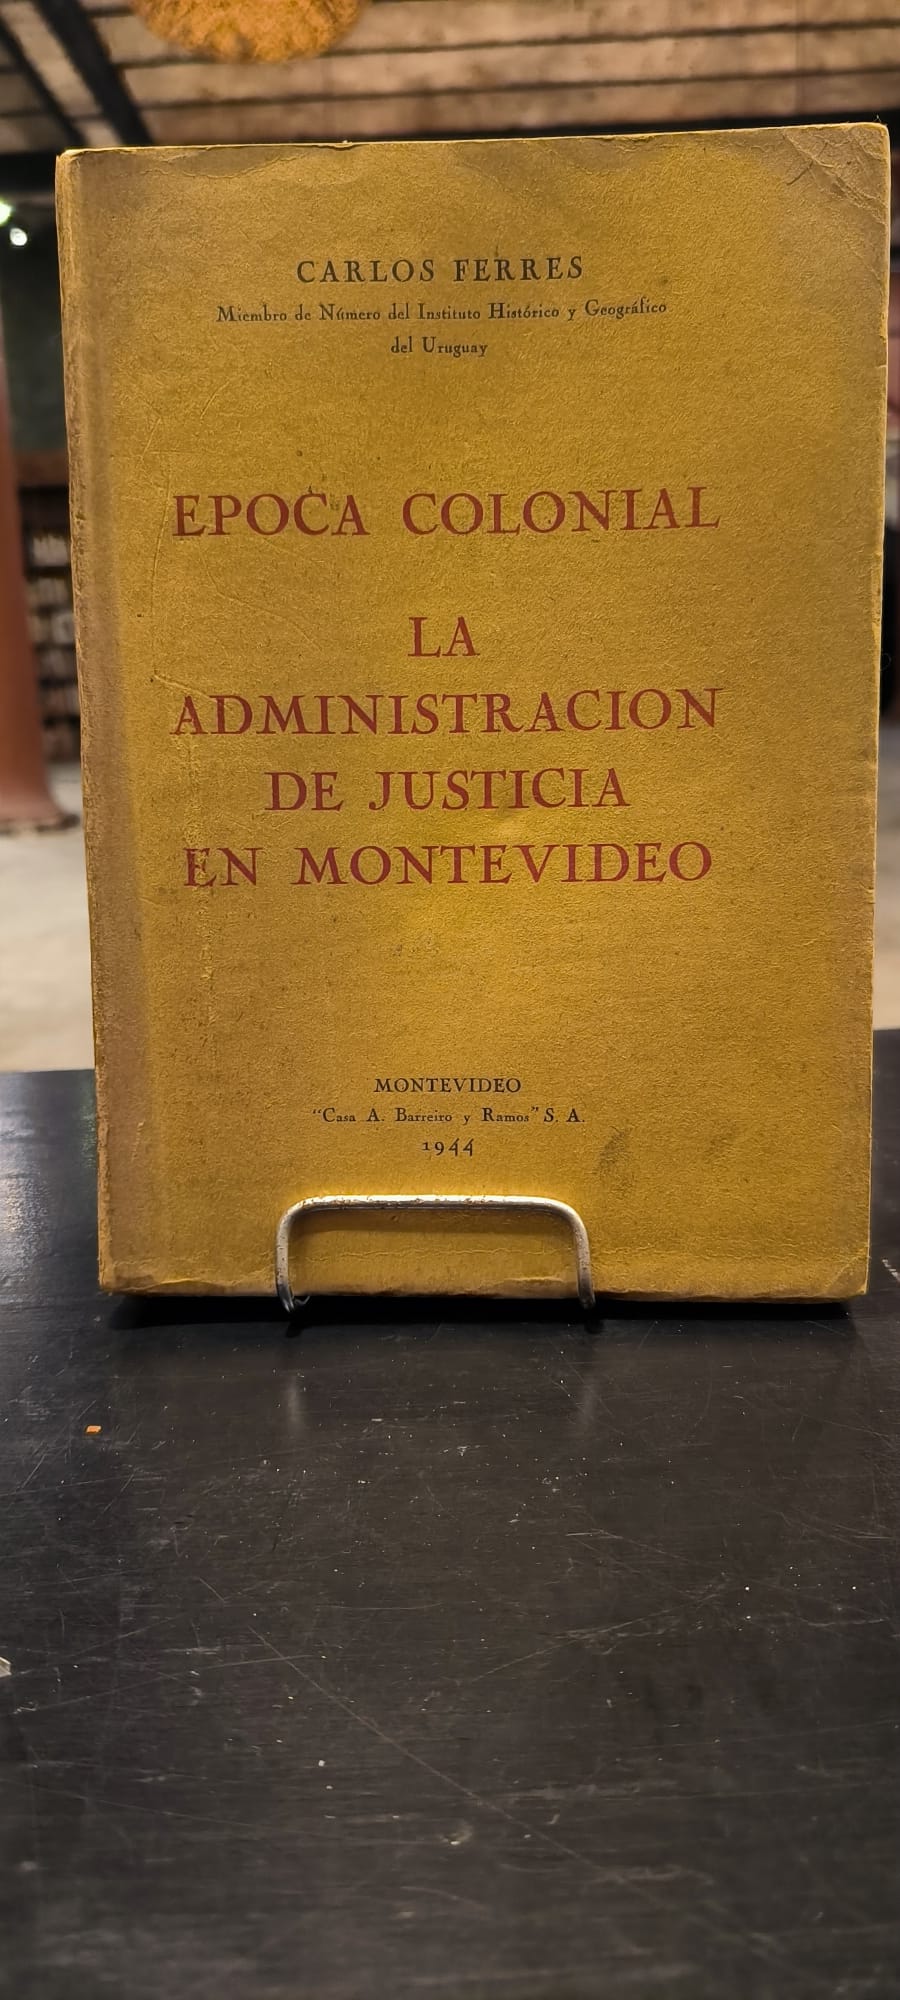 CARLOS FERRES
Miembro de Número del Instituto Histórico y Geográfico
del Uruguay
EPOCA COLONIAL
LA
ADMINISTRACION
DE JUSTICIA
EN MONTEVIDEO
MONTEVIDEO
"Casa A. Barreiro y Ramos" S. A.
1944